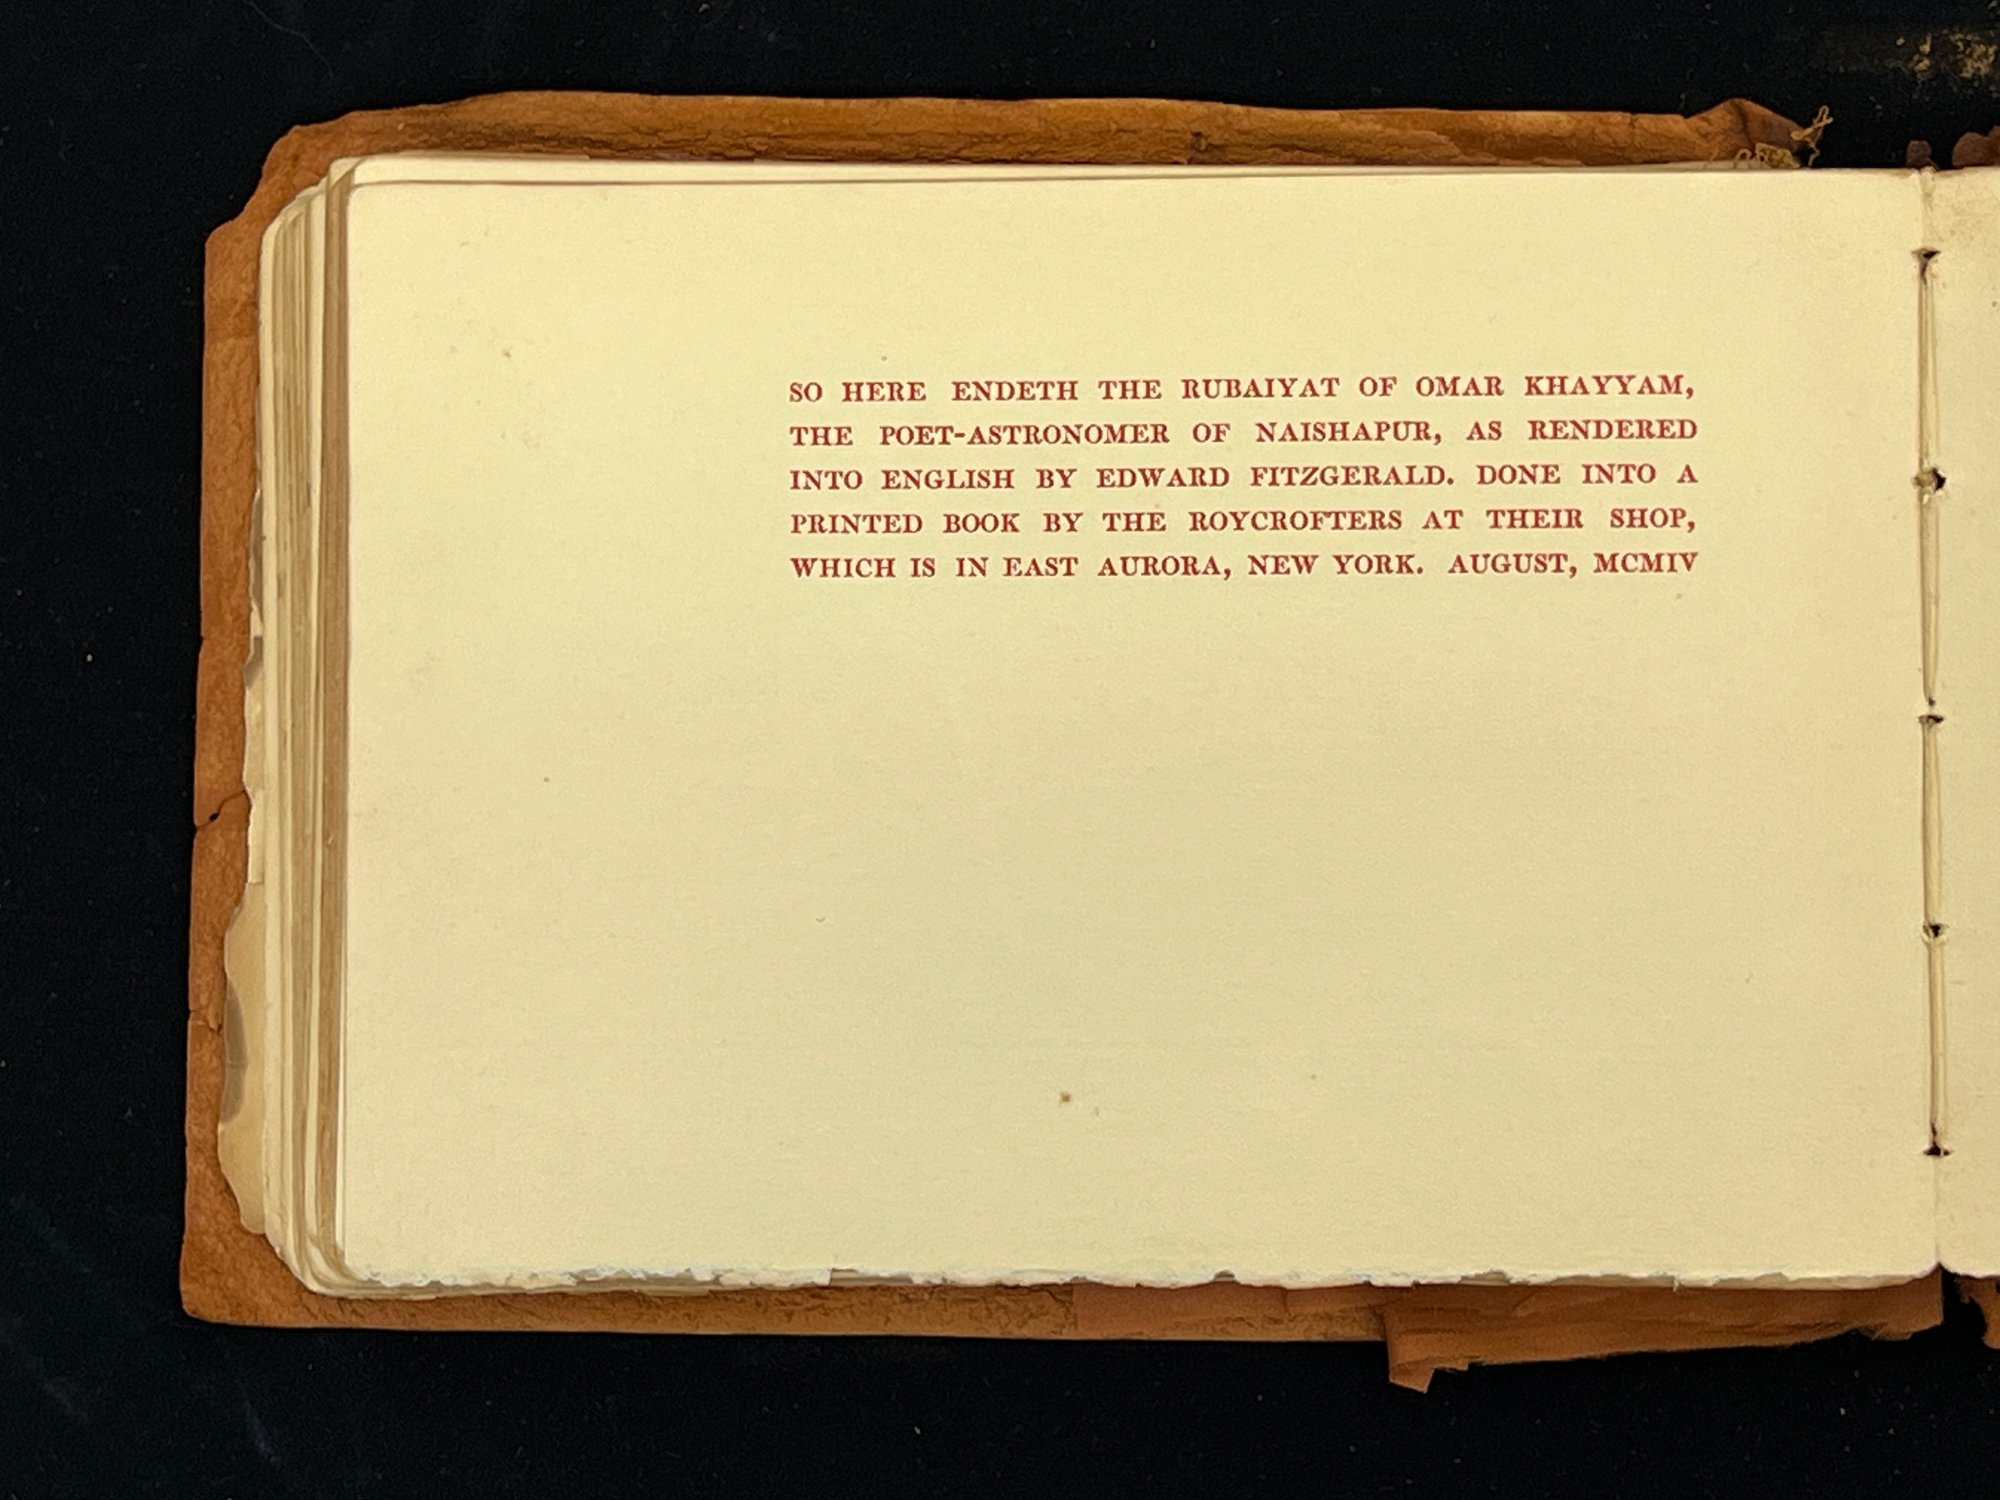 SO HERE ENDETH THE RUBAIYAT OF OMAR KHAYYAM,
THE POET-ASTRONOMER OF NAISHAPUR, AS RENDERED
INTO ENGLISH BY EDWARD FITZGERALD. DONE INTO A
PRINTED BOOK BY THE ROYCROFTERS AT THEIR SHOP,
WHICH IS IN EAST AURORA, NEW YORK. AUGUST, MCMIV